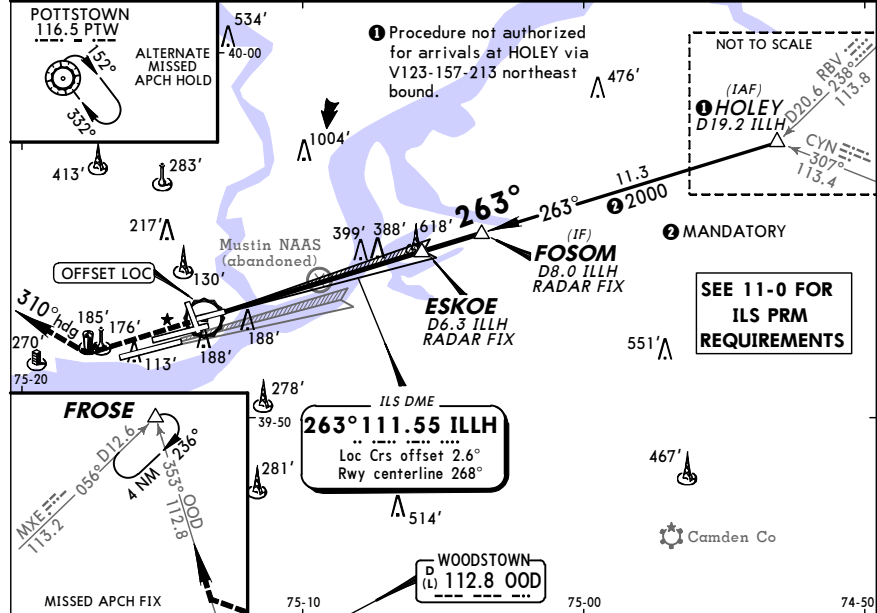 POTTSTOWN
116.5 PTW
152°
332°
ALTERNATE
MISSED
APCH HOLD
534'
40-00
❶ Procedure not authorized
for arrivals at HOLEY via
V123-157-213 northeast
bound.
476'
NOT TO SCALE
(IAF)
❶ HOLEY
D19.2 ILLH
D20.6 RBV
238°
113.8
CYN
307°
113.4
1004'
413'
283'
217'
130'
Mustin NAAS
(abandoned)
399'
388'
618'
263°
263°
11.3
❷ 2000
(IF)
FOSOM
D8.0 ILLH
RADAR FIX
❷ MANDATORY
OFFSET LOC
ESKOE
D6.3 ILLH
RADAR FIX
SEE 11-0 FOR
ILS PRM
REQUIREMENTS
310° hdg
185'
176'
270'
113'
188'
188'
551'
75-20
FROSE
D12.6
056°
MXE
113.2
4 NM
236°
353°
OOD
112.8
MISSED APCH FIX
278'
39-50
281'
ILS DME
263° 111.55 ILLH
Loc Crs offset 2.6°
Rwy centerline 268°
514'
467'
Camden Co
WOODSTOWN
D
(L) 112.8 OOD
75-10
75-00
74-50